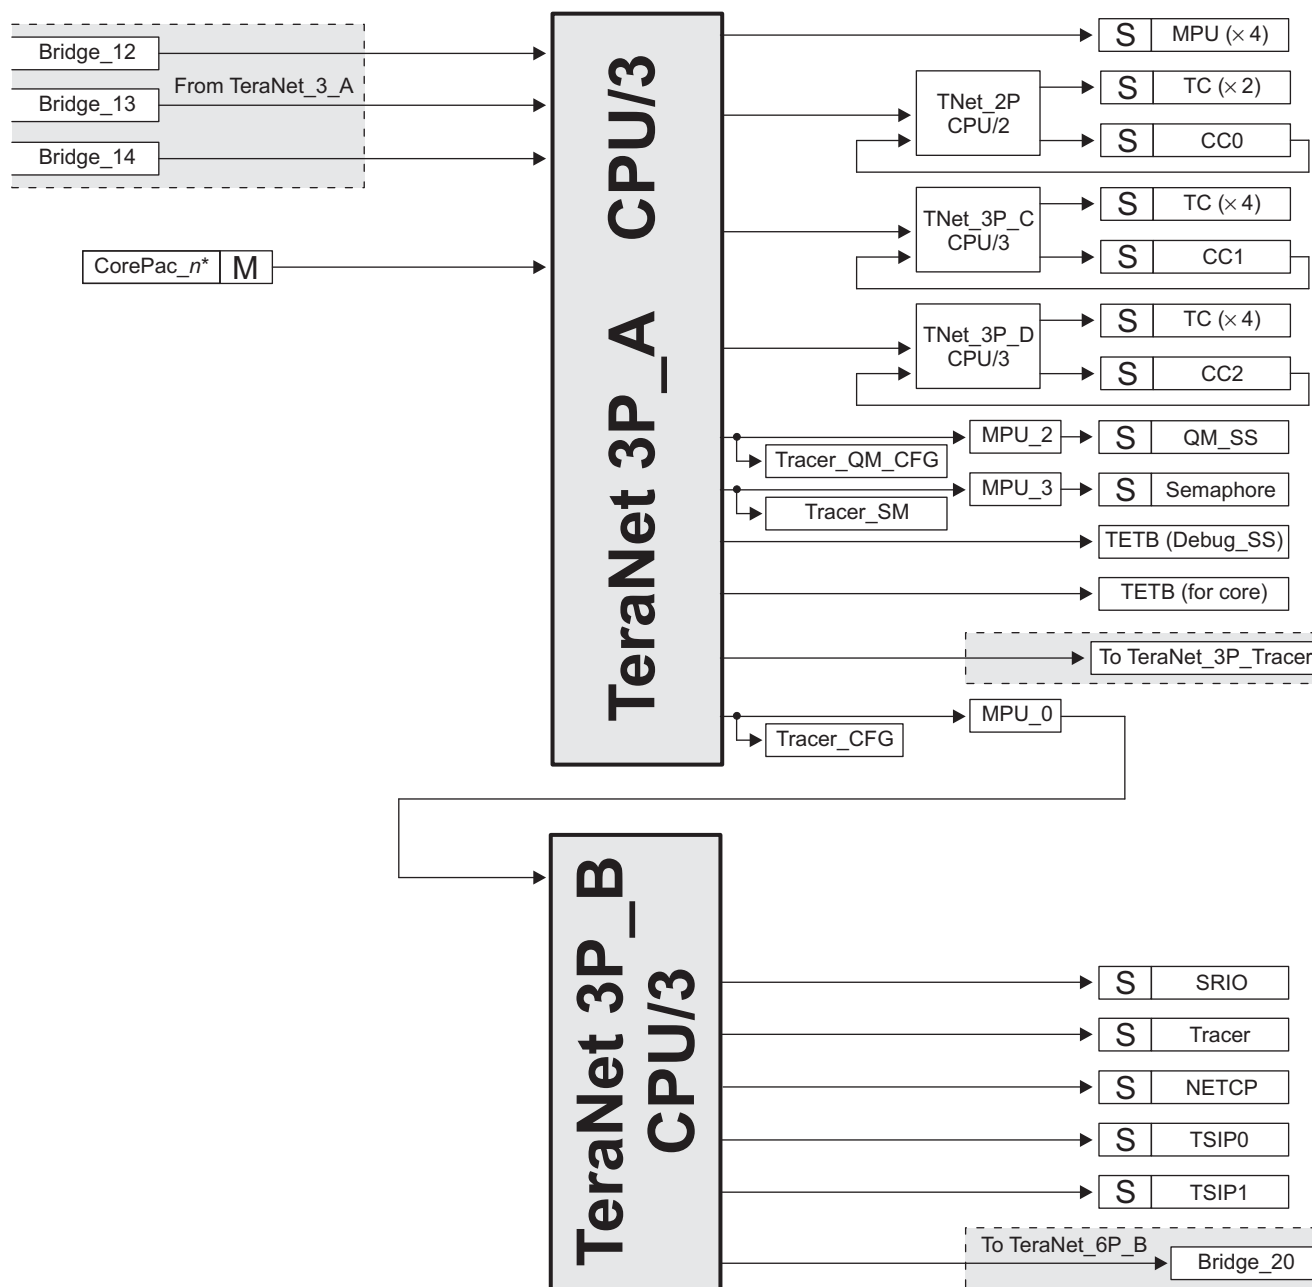 Bridge_12
From TeraNet_3_A
Bridge_13
Bridge_14
CorePac_n* M
TeraNet 3P_A CPU/3
S MPU (× 4)
TNet_2P
CPU/2
S TC (× 2)
S CC0
TNet_3P_C
CPU/3
S TC (× 4)
S CC1
TNet_3P_D
CPU/3
S TC (× 4)
S CC2
MPU_2 S QM_SS
Tracer_QM_CFG
MPU_3 S Semaphore
Tracer_SM
TETB (Debug_SS)
TETB (for core)
To TeraNet_3P_Tracer
MPU_0
Tracer_CFG
TeraNet 3P_B
CPU/3
S SRIO
S Tracer
S NETCP
S TSIP0
S TSIP1
To TeraNet_6P_B
Bridge_20